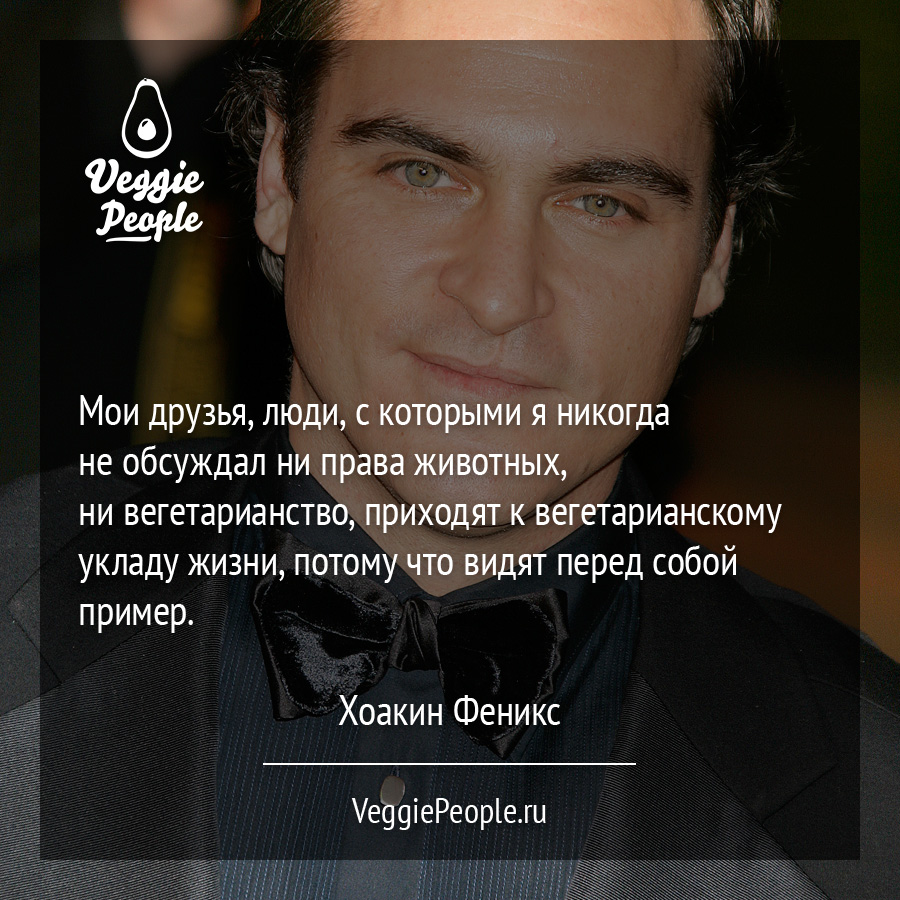 Veggie
People
Мои друзья, люди, с которыми я никогда
не обсуждал ни права животных,
ни вегетарианство, приходят к вегетарианскому
укладу жизни, потому что видят перед собой
пример.
Хоакин Феникс
VeggiePeople.ru